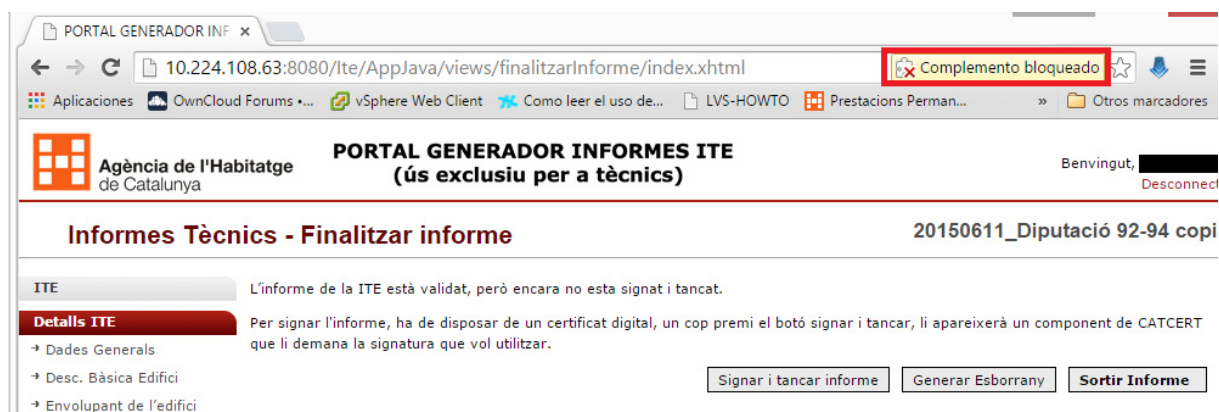 PORTAL GENERADOR INF
10.224.108.63:8080/Ite/AppJava/views/finalitzarInforme/index.xhtml
Complemento bloqueado
Aplicaciones OwnCloud Forums •... vSphere Web Client Como leer el uso de... LVS-HOWTO Prestacions Perman... » Otros marcadores
Agència de l'Habitatge
de Catalunya
PORTAL GENERADOR INFORMES ITE
(ús exclusiu per a tècnics)
Benvingut,
Desconnect
Informes Tècnics - Finalitzar informe
20150611_Diputació 92-94 copi
ITE
L'informe de la ITE està validat, però encara no esta signat i tancat.
Detalls ITE
Per signar l'informe, ha de disposar de un certificat digital, un cop premi el botó signar i tancar, li apareixerà un component de CATCERT
que li demana la signatura que vol utilitzar.
Dades Generals
Desc. Bàsica Edifici
Envolupant de l'edifici
Signar i tancar informe Generar Esborrany Sortir Informe